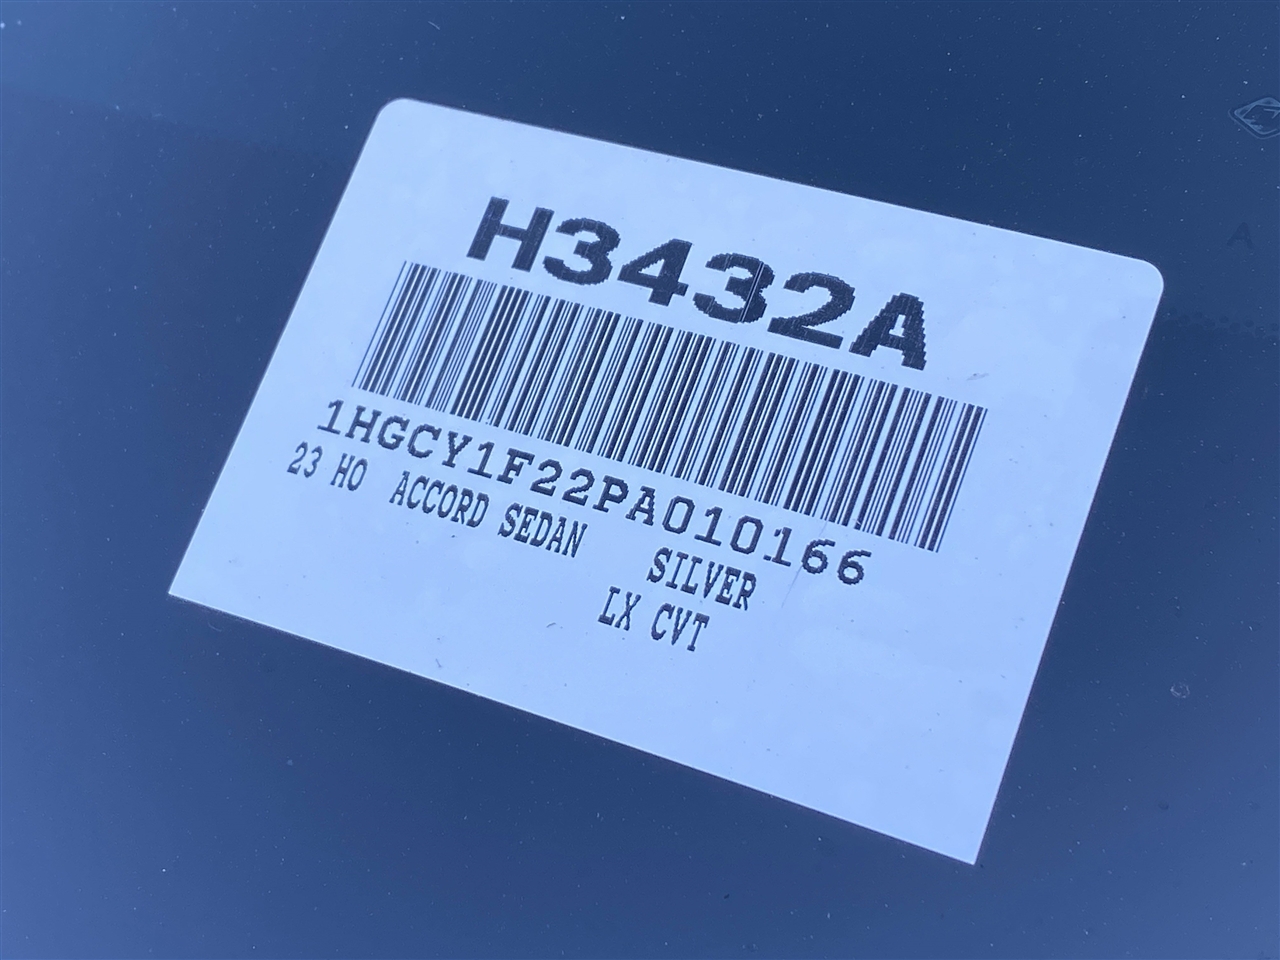 H3432A
1HGCY1F22PA010166
23 HO ACCORD SEDAN SILVER
LX CVT
A